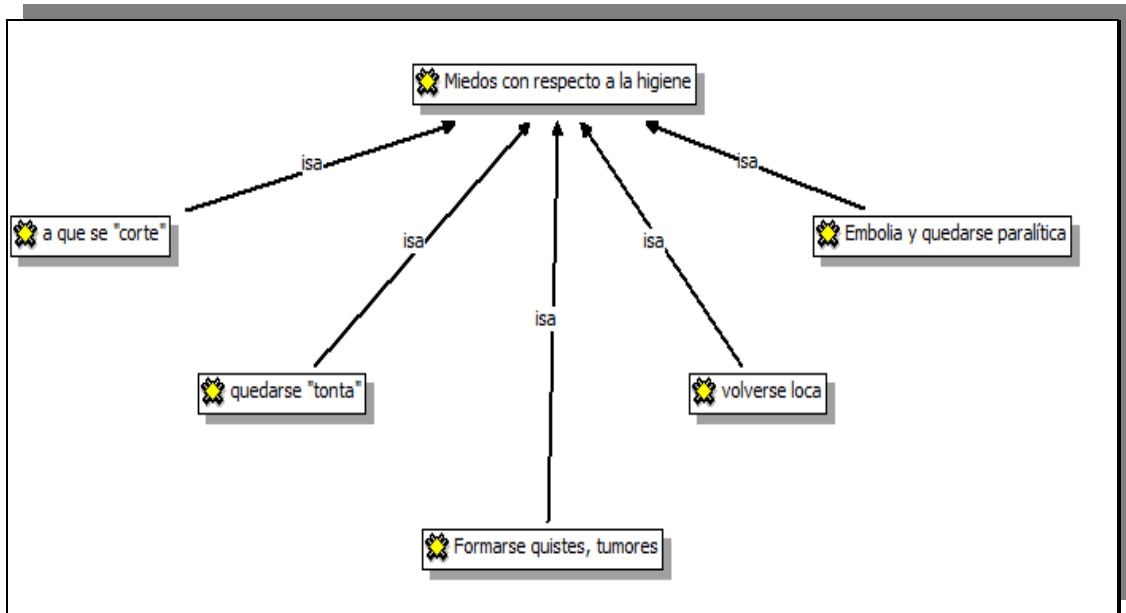 Miedos con respecto a la higiene
isa
isa
a que se "corte"
Embolia y quedarse paralítica
isa
isa
isa
quedarse "tonta"
volverse loca
Formarse quistes, tumores